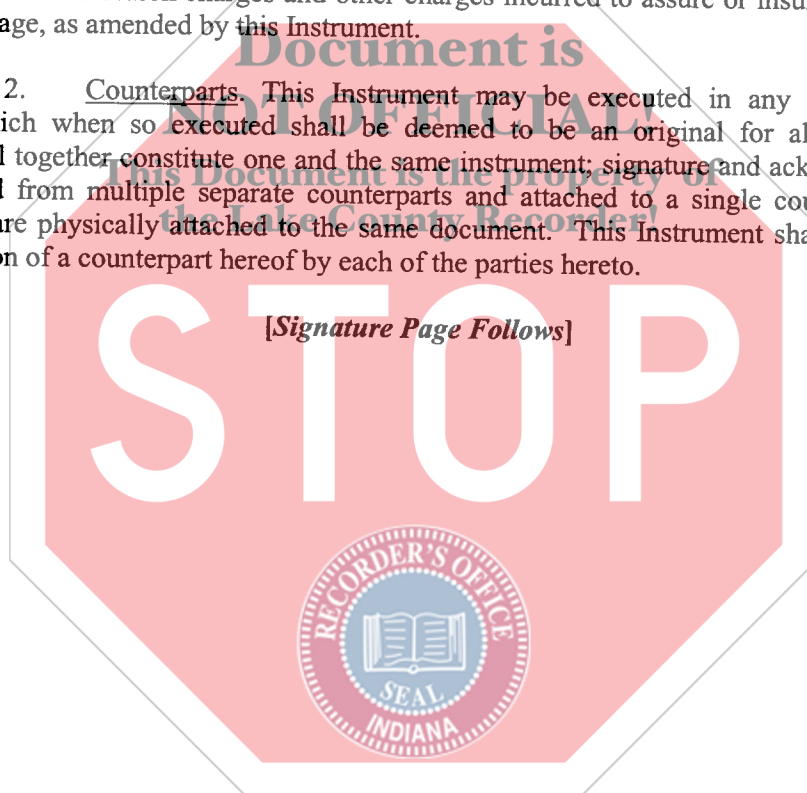 age, as amended by this Instrument.
Document is
2. Counterparts. This Instrument may be executed in any
NOT OFFICIAL!
ich when so executed shall be deemed to be an original for al
l together constitute one and the same instrument; signature and ack
This Document is the property of
l from multiple separate counterparts and attached to a single cou
the Lake County Recorder!
are physically attached to the same document. This Instrument sha
on of a counterpart hereof by each of the parties hereto.
[Signature Page Follows]
STOP
RECORDER'S OFFICE
SEAL
INDIANA